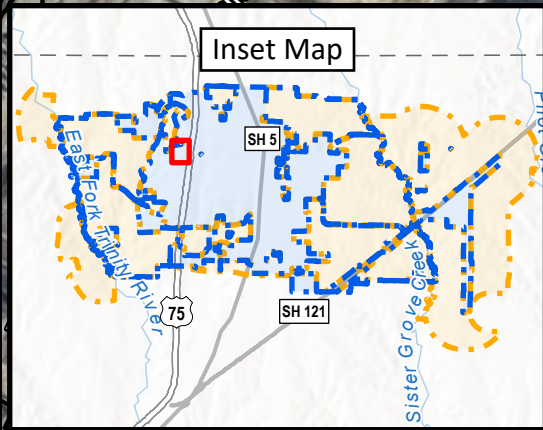 Inset Map
SH 5
East Fork Trinity River
75
SH 121
Sister Grove Creek